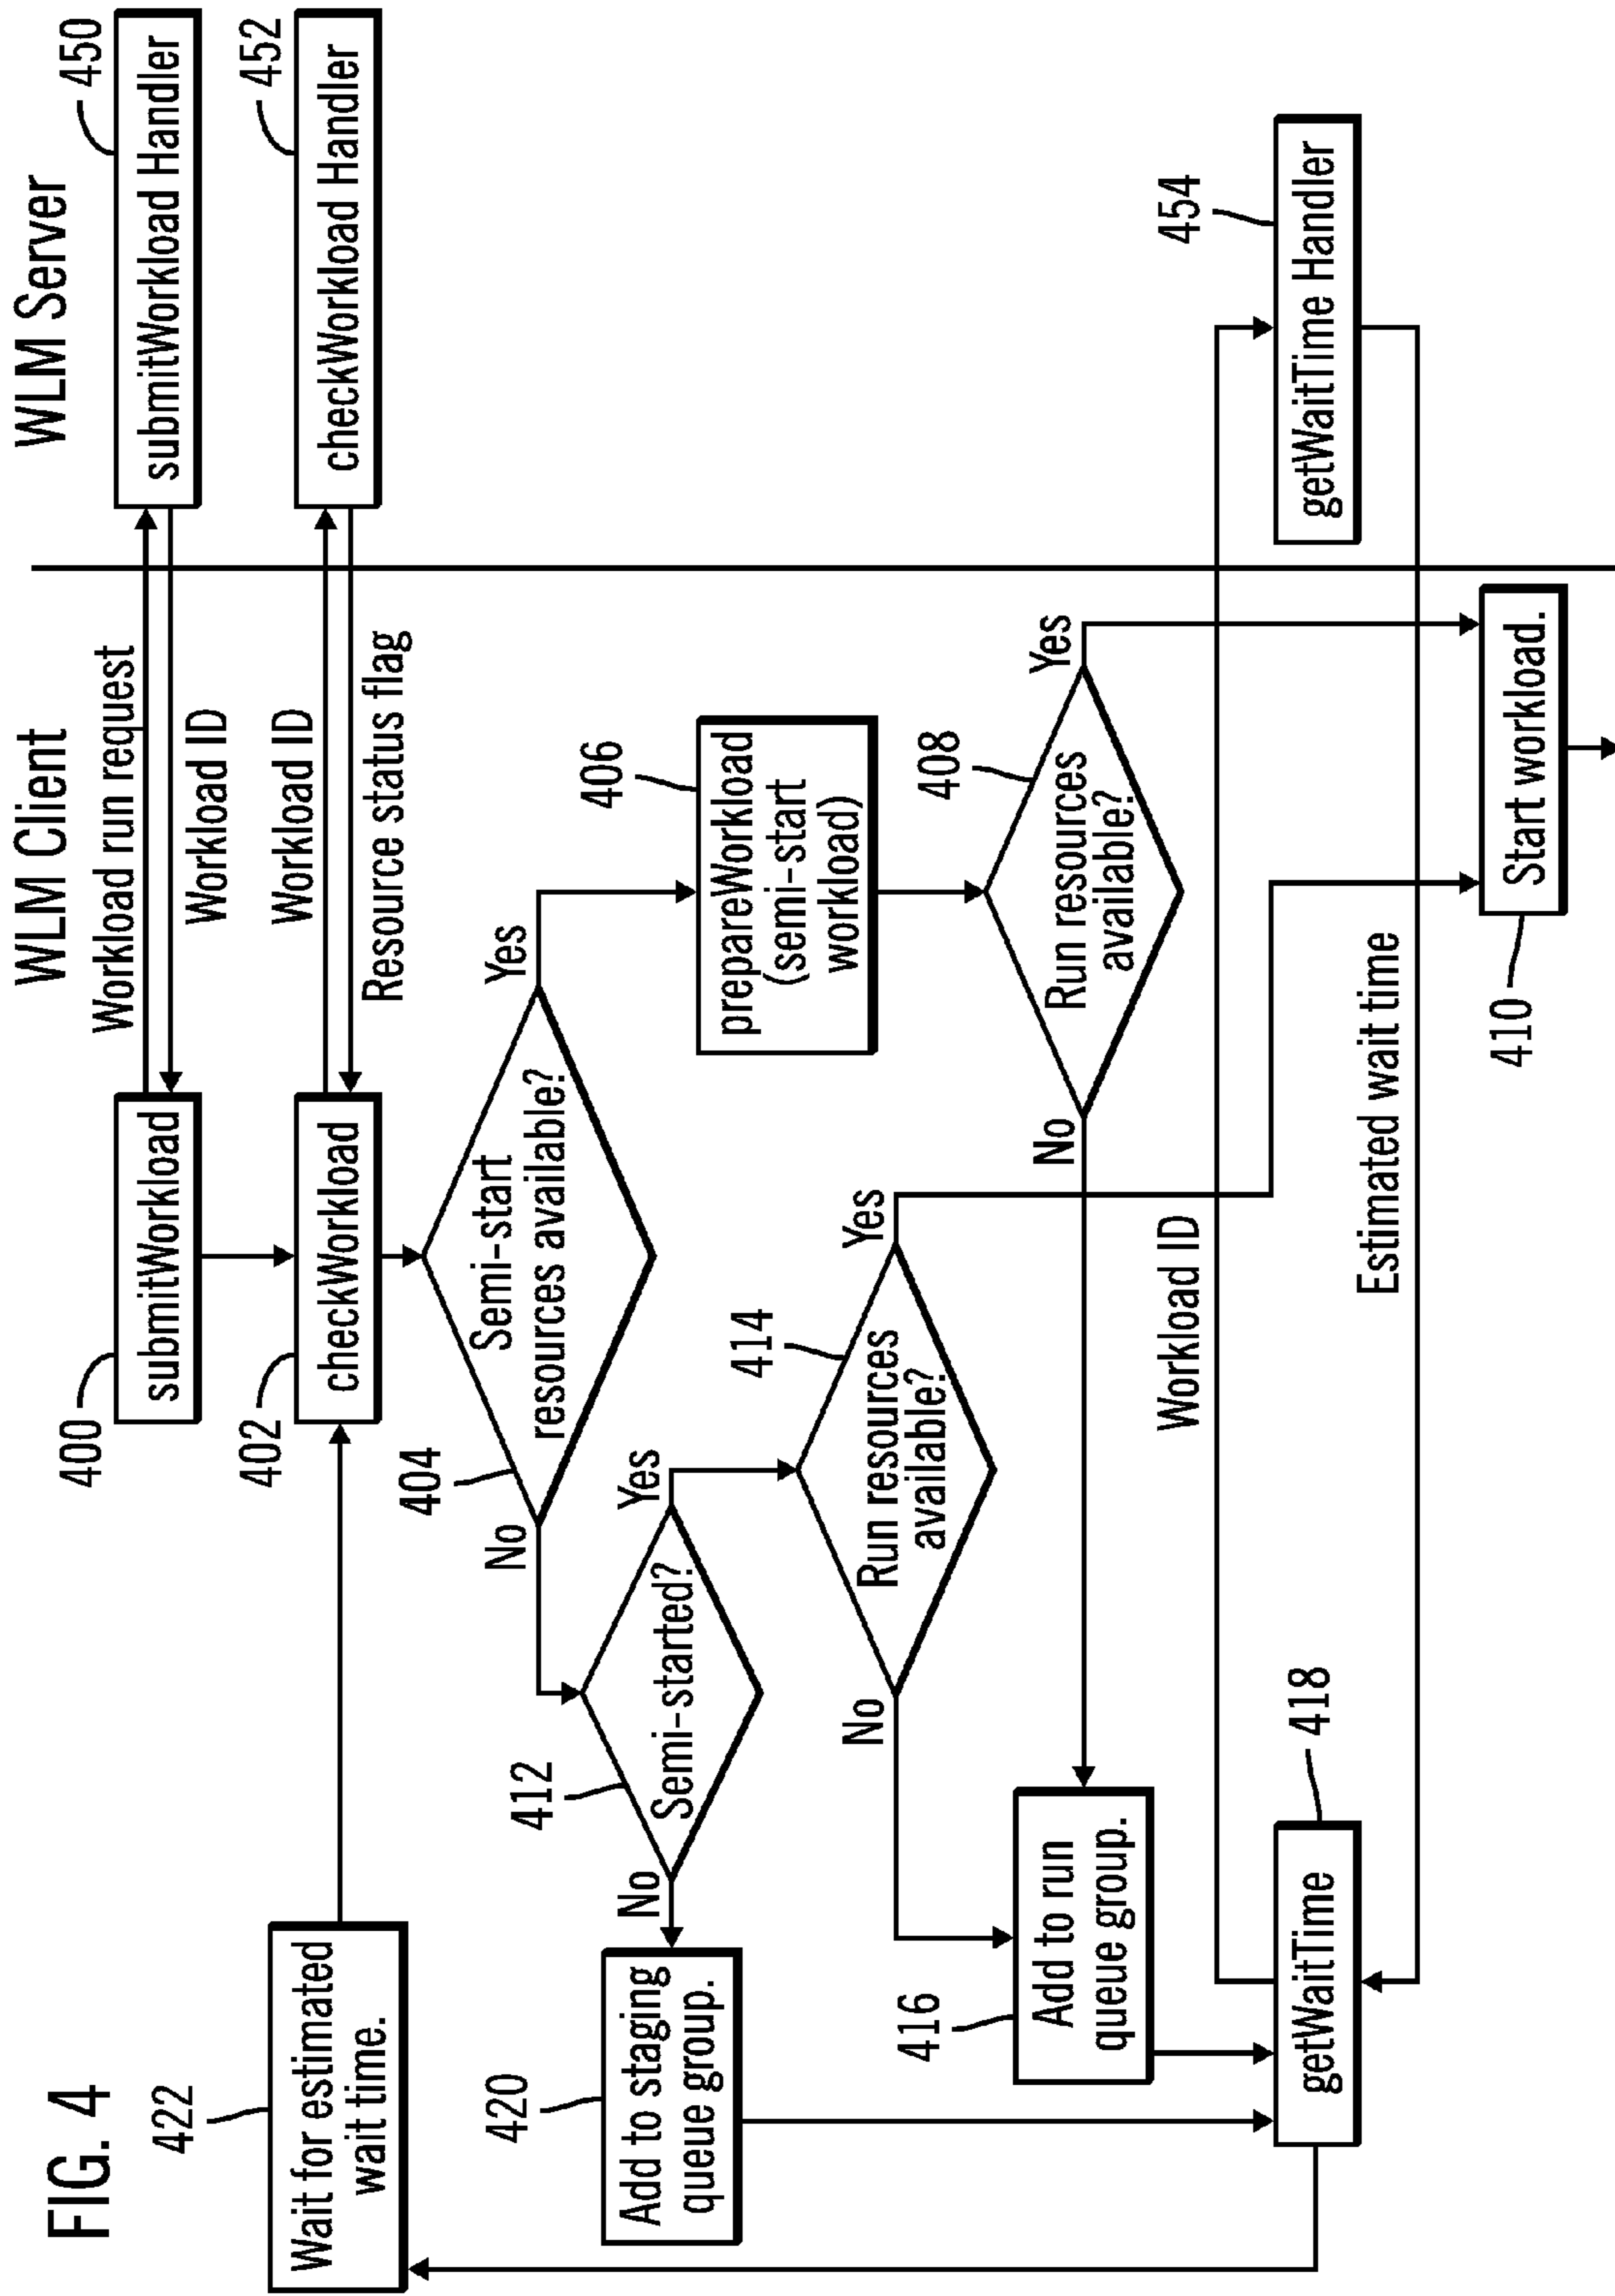 FIG. 4
WLM Client
WLM Server
422
Wait for estimated
wait time.
400
submitWorkload
Workload run request
Workload ID
450
submitWorkload Handler
402
checkWorkload
Workload ID
Resource status flag
452
checkWorkload Handler
404
Semi-start
resources available?
No
Yes
412
Semi-started?
No
Yes
406
prepareWorkload
(semi-start
workload)
420
Add to staging
queue group.
414
Run resources
available?
No
Yes
408
Run resources
available?
No
Yes
416
Add to run
queue group.
418
getWaitTime
Workload ID
Estimated wait time
454
getWaitTime Handler
410
Start workload.